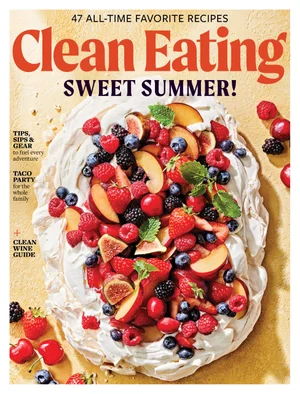 47 ALL-TIME FAVORITE RECIPES
Clean Eating
SWEET SUMMER!
TIPS,
SIPS &
GEAR
to fuel every
adventure
TACO
PARTY
for the
whole
family
+
CLEAN
WINE
GUIDE